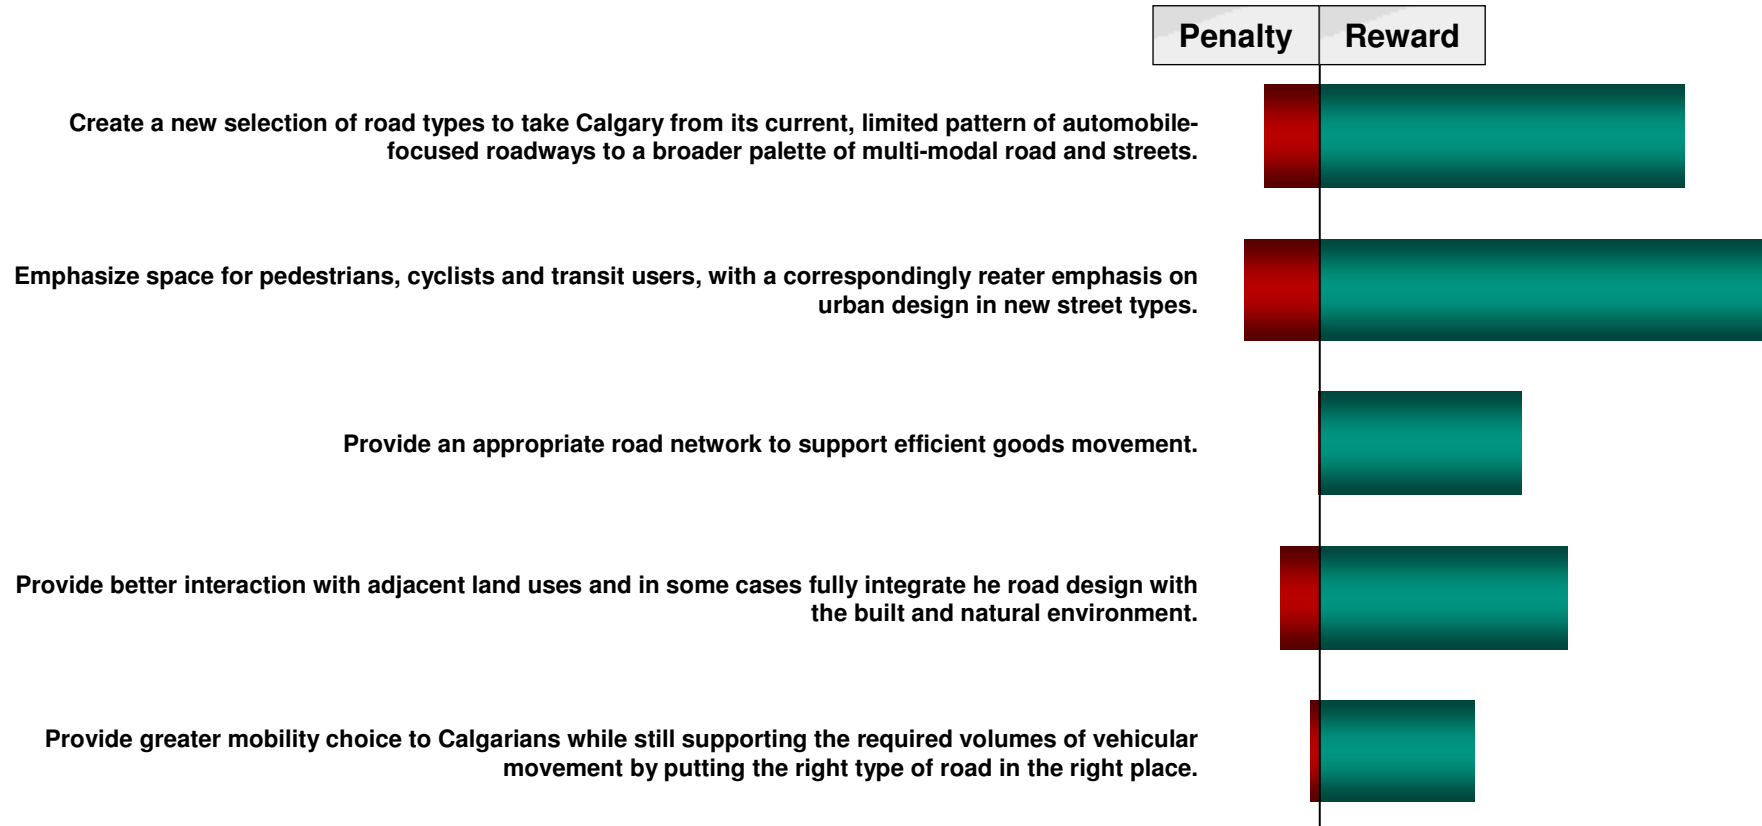 Penalty Reward
Create a new selection of road types to take Calgary from its current, limited pattern of automobile-
focused roadways to a broader palette of multi-modal road and streets.
Emphasize space for pedestrians, cyclists and transit users, with a correspondingly reater emphasis on
urban design in new street types.
Provide an appropriate road network to support efficient goods movement.
Provide better interaction with adjacent land uses and in some cases fully integrate he road design with
the built and natural environment.
Provide greater mobility choice to Calgarians while still supporting the required volumes of vehicular
movement by putting the right type of road in the right place.